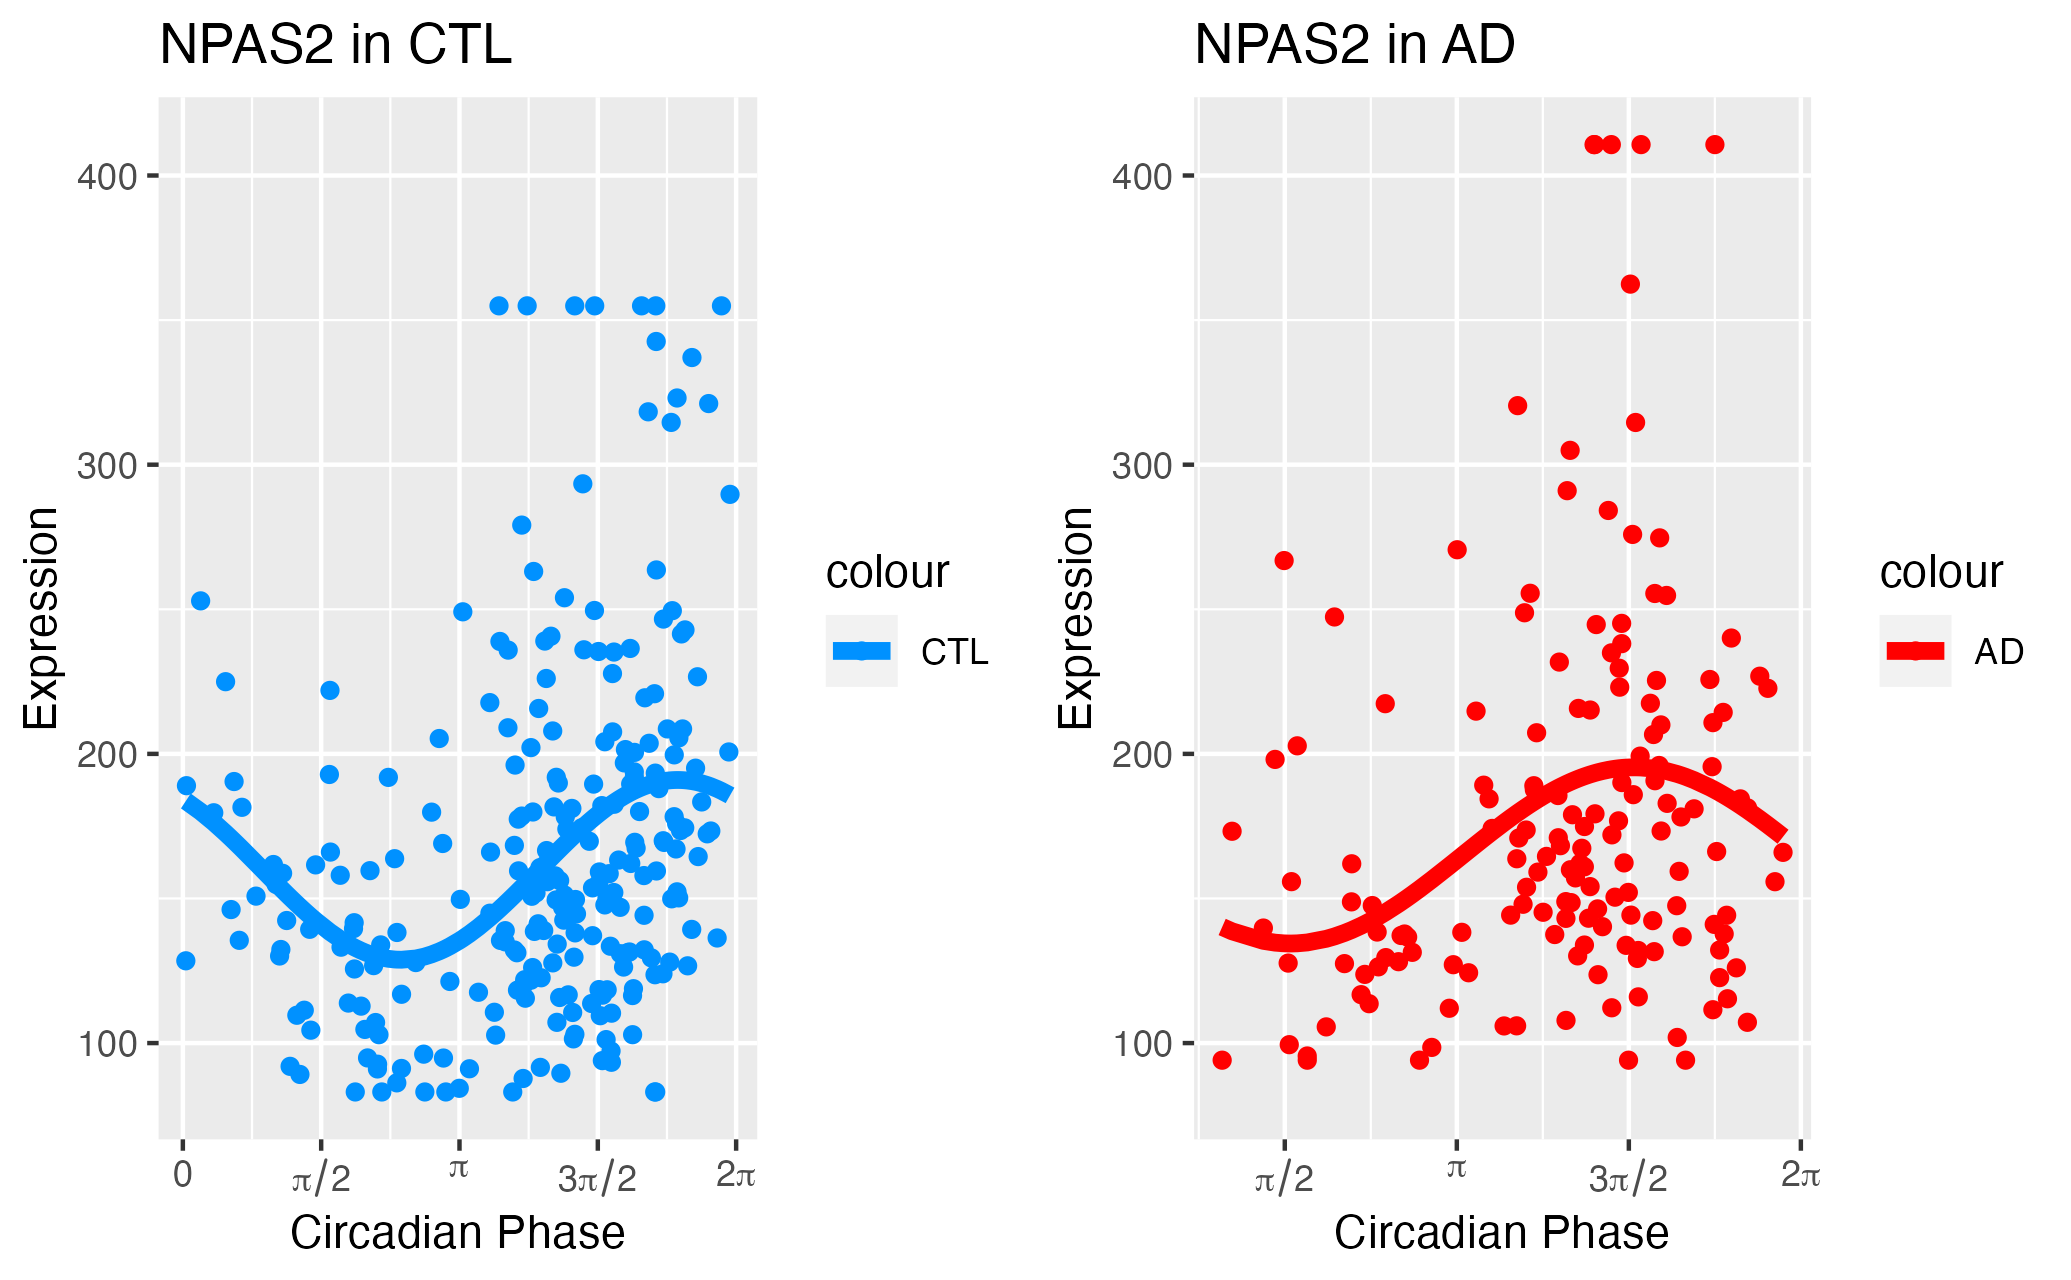 NPAS2 in CTL
Expression
400
300
200
100
0 π/2 π 3π/2 2π
Circadian Phase
colour
CTL
NPAS2 in AD
Expression
400
300
200
100
π/2 π 3π/2 2π
Circadian Phase
colour
AD